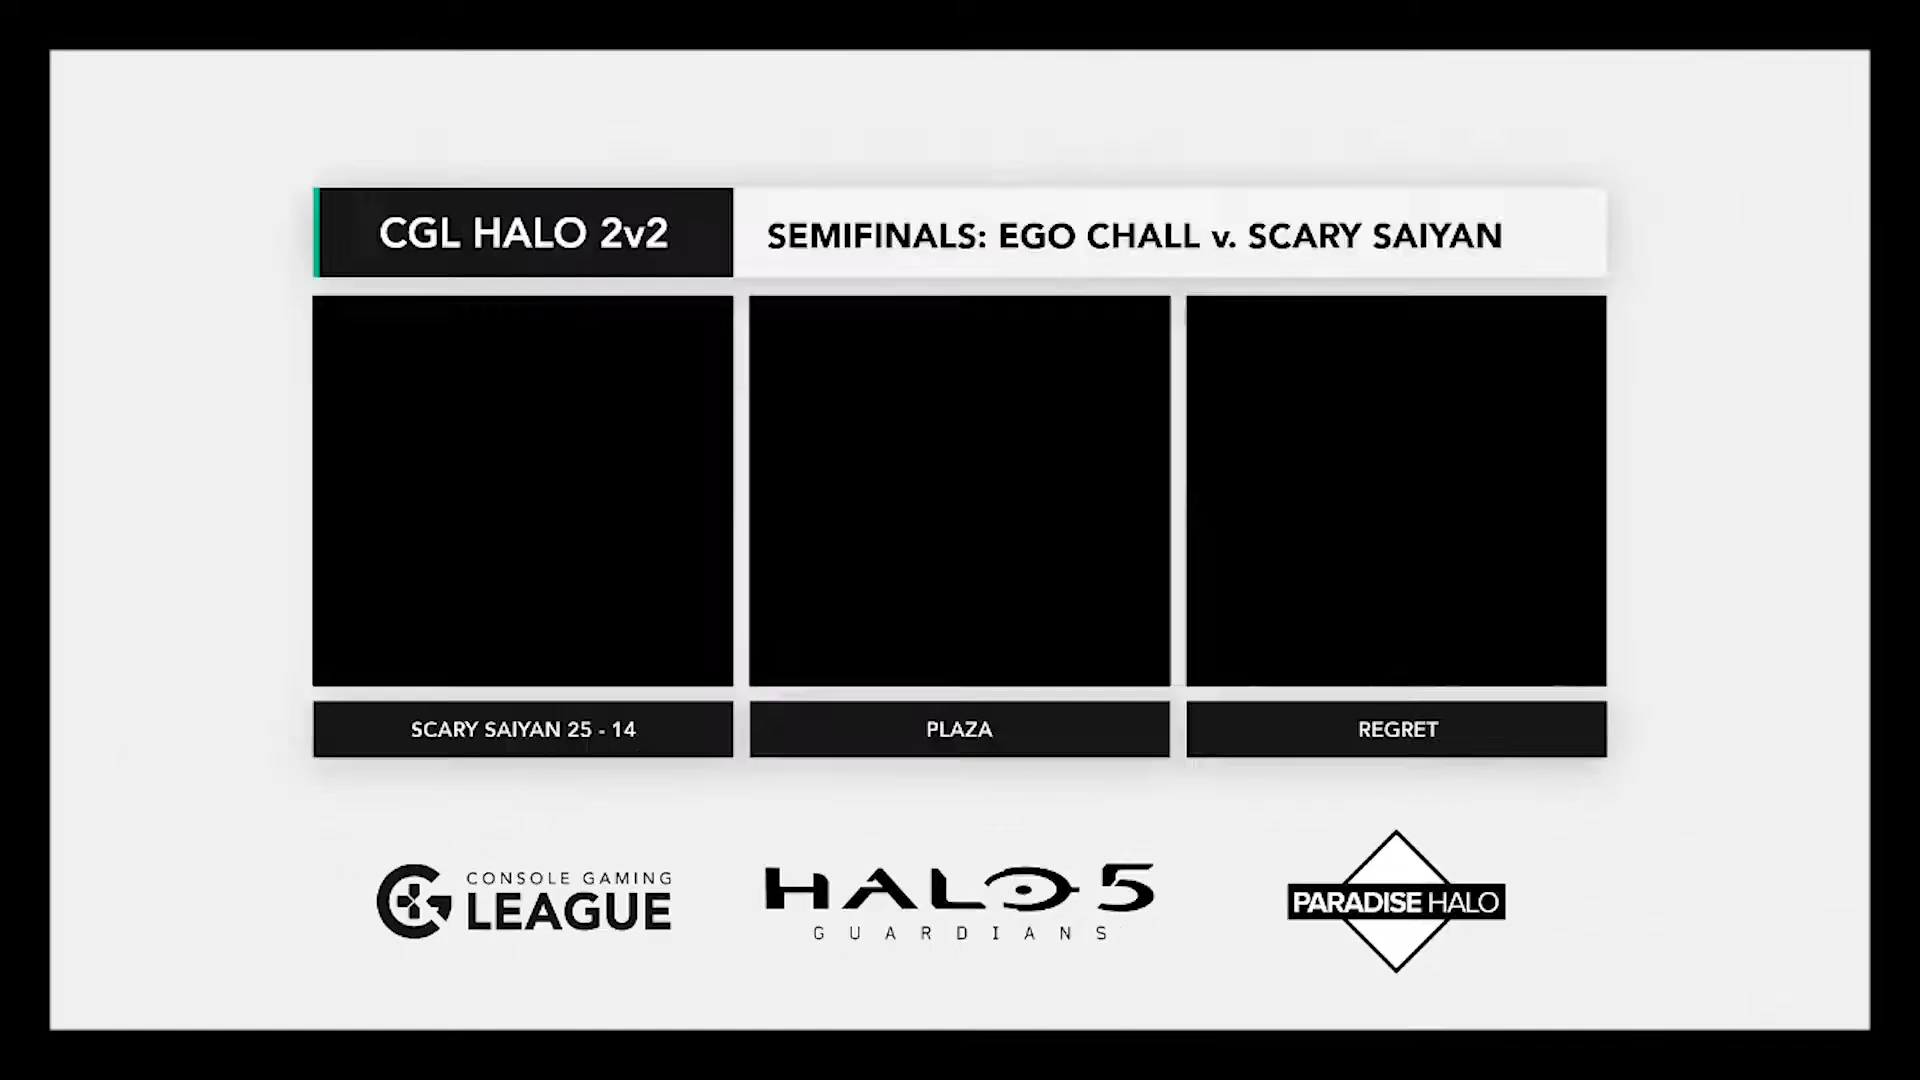 CGL HALO 2v2
SEMIFINALS: EGO CHALL v. SCARY SAIYAN
SCARY SAIYAN 25 - 14
PLAZA
REGRET
CONSOLE GAMING
LEAGUE
HALO 5
GUARDIANS
PARADISE HALO